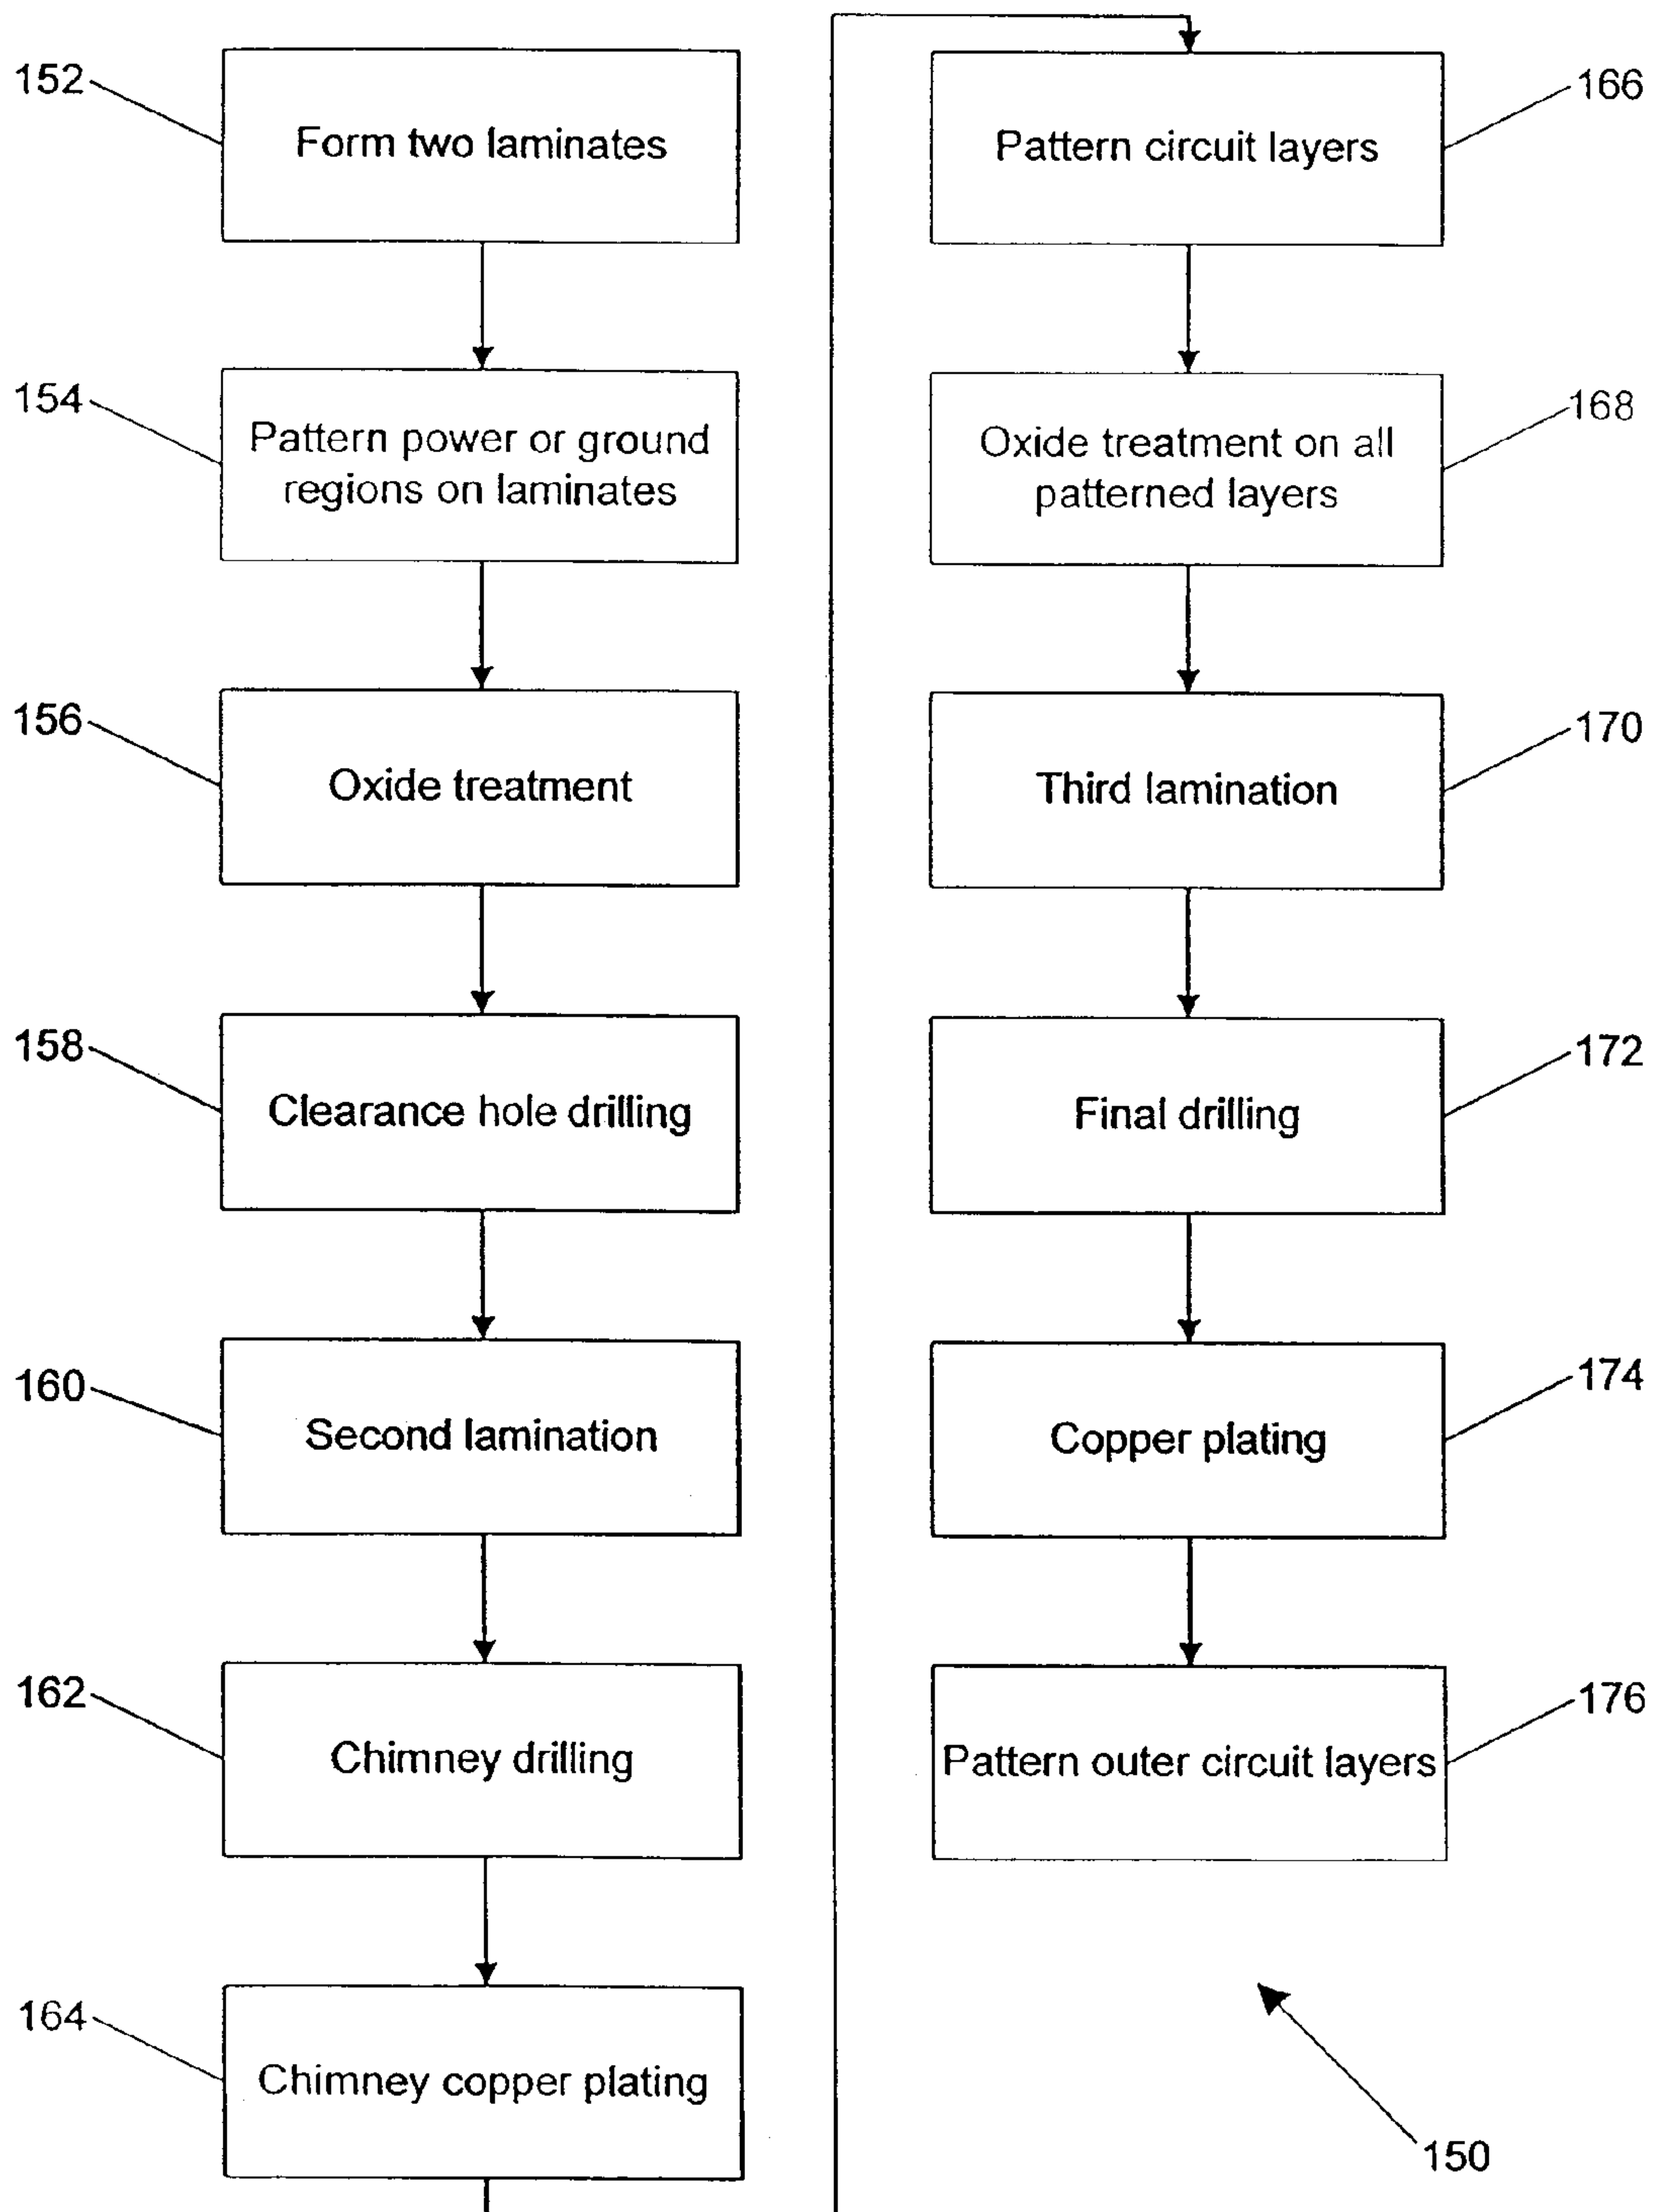 152
Form two laminates
154
Pattern power or ground
regions on laminates
156
Oxide treatment
158
Clearance hole drilling
160
Second lamination
162
Chimney drilling
164
Chimney copper plating
166
Pattern circuit layers
168
Oxide treatment on all
patterned layers
170
Third lamination
172
Final drilling
174
Copper plating
176
Pattern outer circuit layers
150